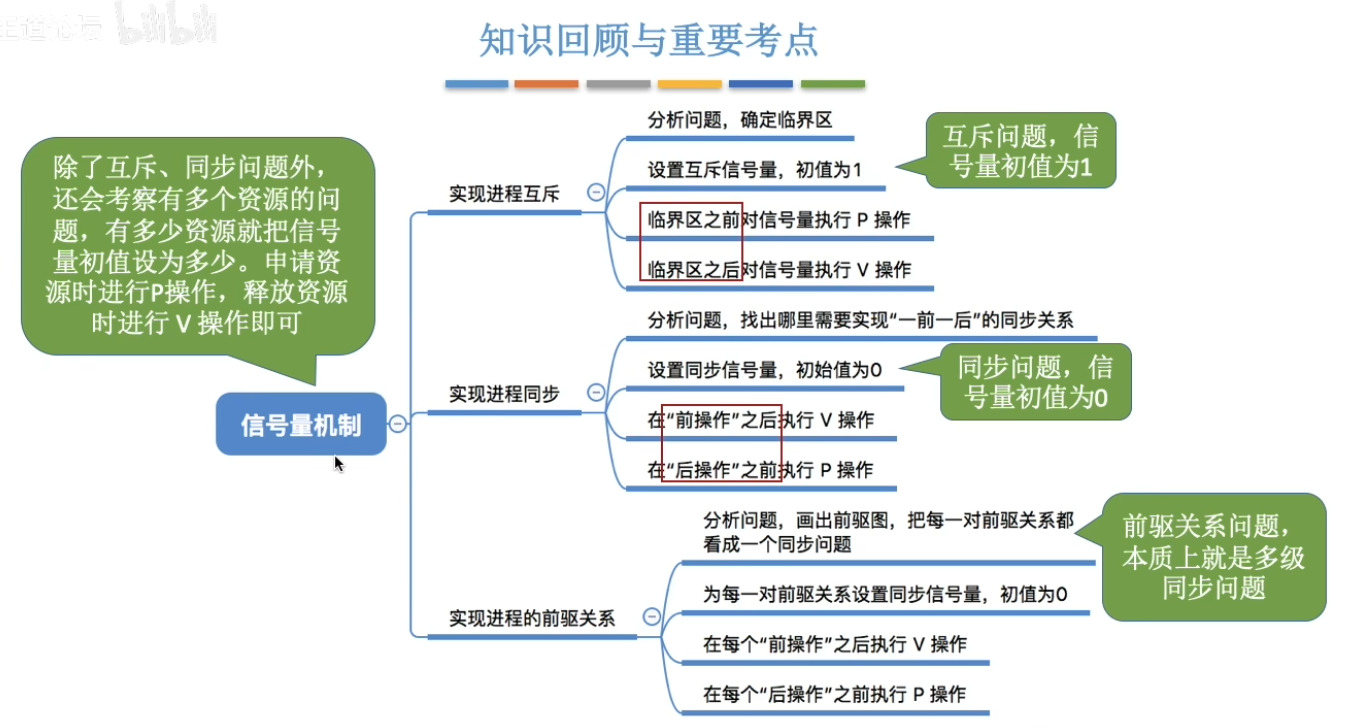 知识回顾与重要考点
除了互斥、同步问题外，
还会考察有多个资源的问
题，有多少资源就把信号
量初值设为多少。申请资
源时进行P操作，释放资源
时进行 V 操作即可
信号量机制
实现进程互斥
分析问题，确定临界区
设置互斥信号量，初值为1
临界区之前对信号量执行 P 操作
临界区之后对信号量执行 V 操作
互斥问题，信
号量初值为1
实现进程同步
分析问题，找出哪里需要实现“一前一后”的同步关系
设置同步信号量，初始值为0
在“前操作”之后执行 V 操作
在“后操作”之前执行 P 操作
同步问题，信
号量初值为0
实现进程的前驱关系
分析问题，画出前驱图，把每一对前驱关系都
看成一个同步问题
为每一对前驱关系设置同步信号量，初值为0
在每个“前操作”之后执行 V 操作
在每个“后操作”之前执行 P 操作
前驱关系问题，
本质上就是多级
同步问题